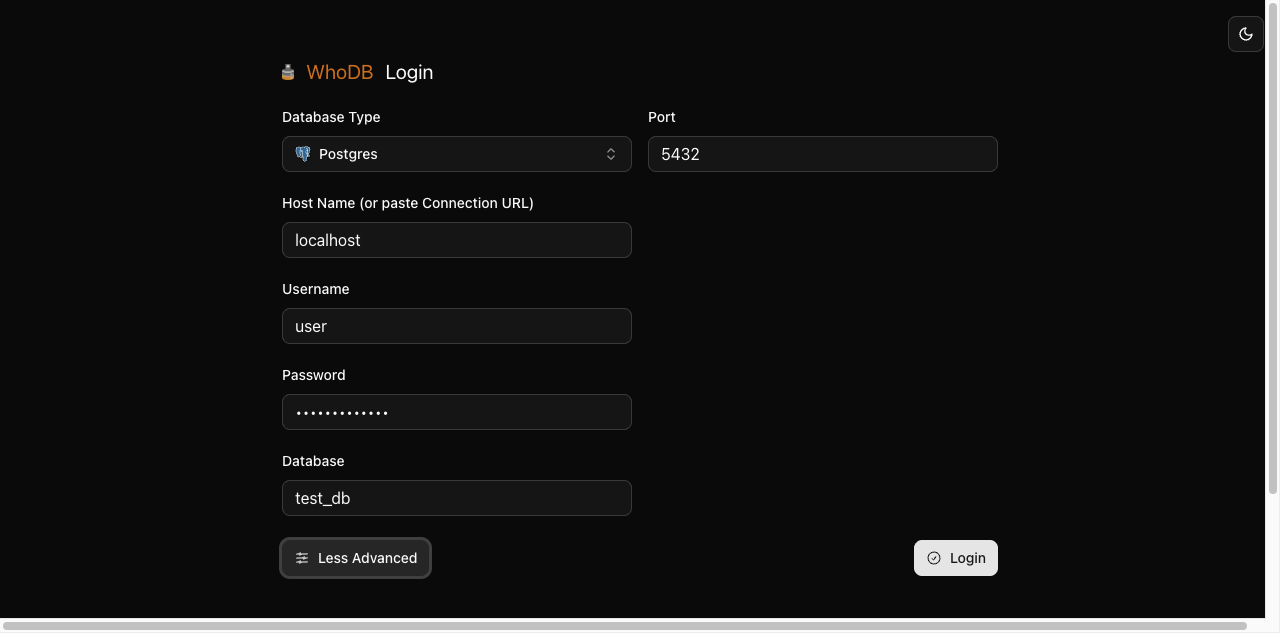 WhoDB Login
Database Type
Postgres
Port
5432
Host Name (or paste Connection URL)
localhost
Username
user
Password
•••••••••••••
Database
test_db
Less Advanced
Login